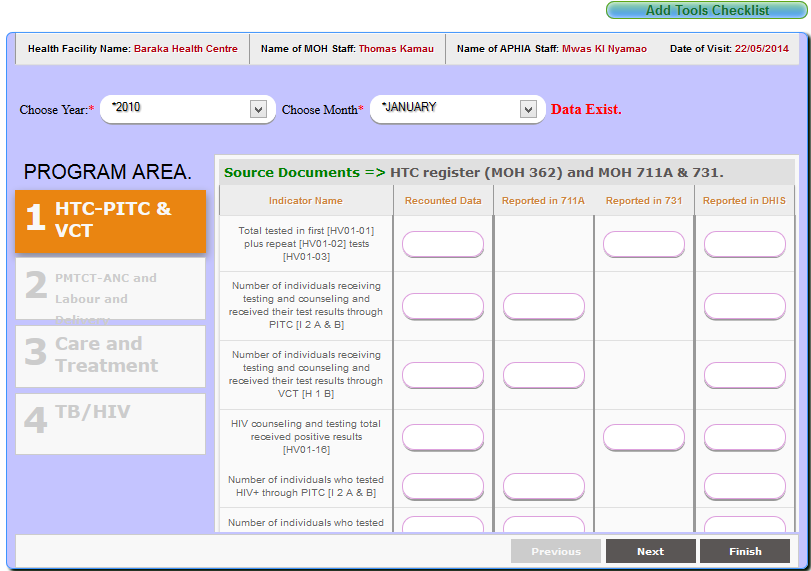 Add Tools Checklist
Health Facility Name: Baraka Health Centre
Name of MOH Staff: Thomas Kamau
Name of APHIA Staff: Mwas KI Nyamao
Date of Visit: 22/05/2014
Choose Year:* *2010
Choose Month* *JANUARY
Data Exist.
PROGRAM AREA.
1 HTC-PITC &
VCT
2 PMTCT-ANC and
Labour and
Delivery
3 Care and
Treatment
4 TB/HIV
Source Documents => HTC register (MOH 362) and MOH 711A & 731.
Indicator Name
Recounted Data
Reported in 711A
Reported in 731
Reported in DHIS
Total tested in first [HV01-01]
plus repeat [HV01-02] tests
[HV01-03]
Number of individuals receiving
testing and counseling and
received their test results through
PITC [I 2 A & B]
Number of individuals receiving
testing and counseling and
received their test results through
VCT [H 1 B]
HIV counseling and testing total
received positive results
[HV01-16]
Number of individuals who tested
HIV+ through PITC [I 2 A & B]
Number of individuals who tested
Previous
Next
Finish